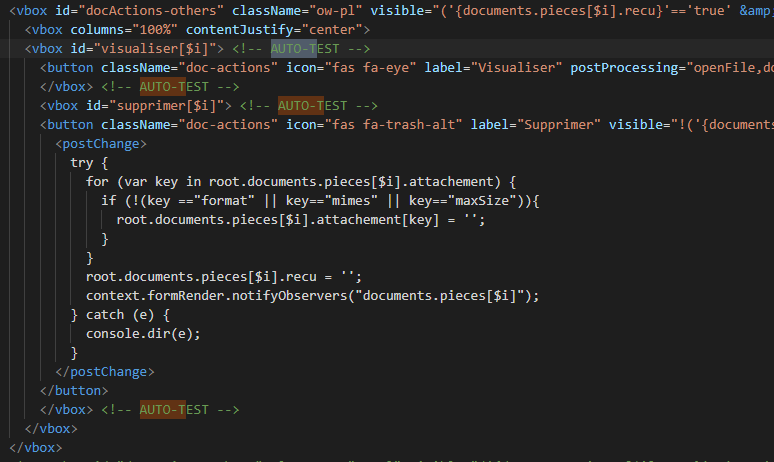 <vbox id="docActions-others" className="ow-pl" visible="('{documents.pieces[$i].recu}'=='true' &amp;
<vbox columns="100%" contentJustify="center">
<vbox id="visualiser[$i]"> <!-- AUTO-TEST -->
<button className="doc-actions" icon="fas fa-eye" label="Visualiser" postProcessing="openFile,do
</vbox> <!-- AUTO-TEST -->
<vbox id="supprimer[$i]"> <!-- AUTO-TEST -->
<button className="doc-actions" icon="fas fa-trash-alt" label="Supprimer" visible="!('{documents
<postChange>
try {
for (var key in root.documents.pieces[$i].attachement) {
if (!(key =="format" || key=="mimes" || key=="maxSize")){
root.documents.pieces[$i].attachement[key] = '';
}
}
root.documents.pieces[$i].recu = '';
context.formRender.notifyObservers("documents.pieces[$i]");
} catch (e) {
console.dir(e);
}
</postChange>
</button>
</vbox> <!-- AUTO-TEST -->
</vbox>
</vbox>